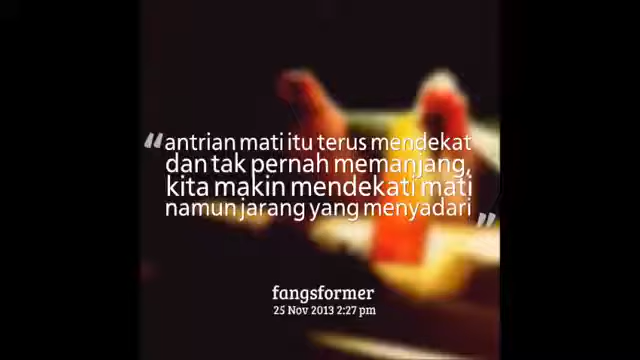 “antrian mati itu terus mendekat
dan tak pernah memanjang,
kita makin mendekati mati
namun jarang yang menyadari„
fangsformer
25 Nov 2013 2:27 pm